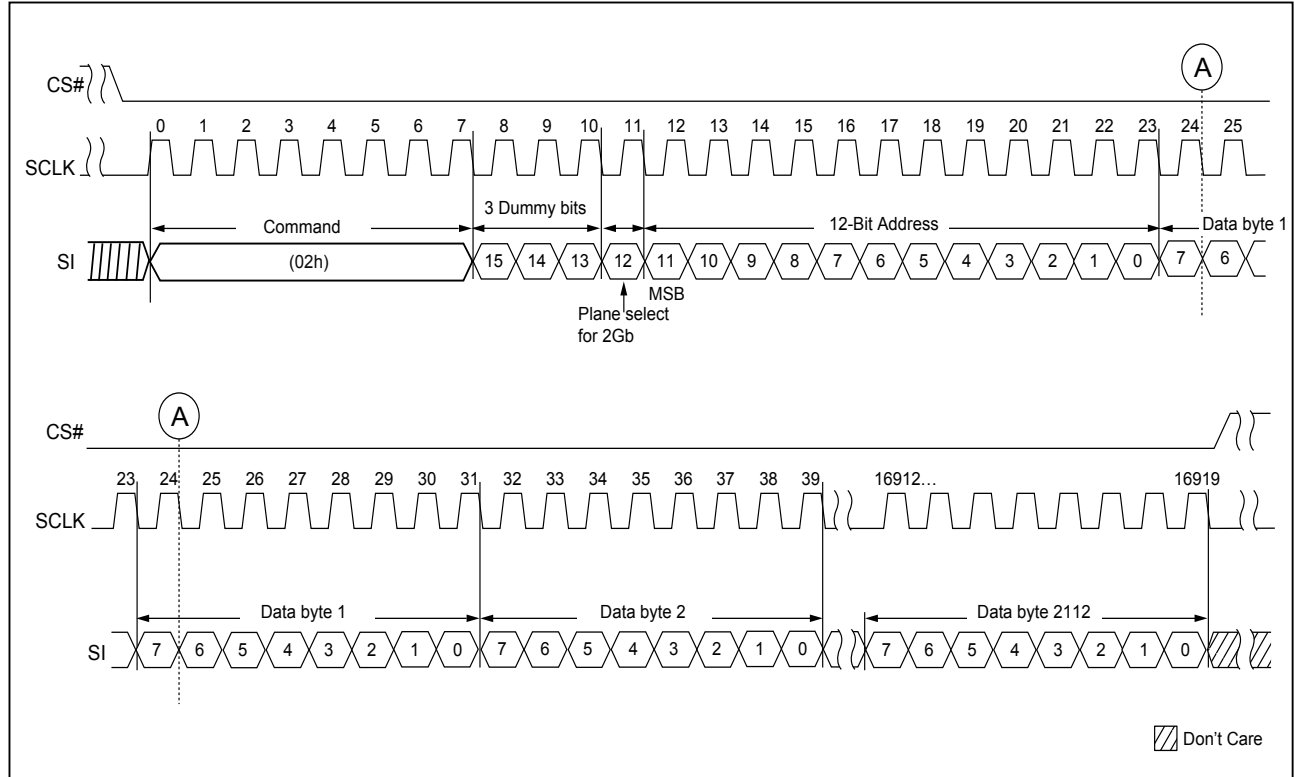 A
CS#
0 1 2 3 4 5 6 7 8 9 10 11 12 13 14 15 16 17 18 19 20 21 22 23 24 25
SCLK
3 Dummy bits
Command 12-Bit Address Data byte 1
SI (02h) 15 14 13 12 11 10 9 8 7 6 5 4 3 2 1 0 7 6
MSB
Plane select
for 2Gb
A
CS#
23 24 25 26 27 28 29 30 31 32 33 34 35 36 37 38 39 16912... 16919
SCLK
Data byte 1 Data byte 2 Data byte 2112
SI 7 6 5 4 3 2 1 0 7 6 5 4 3 2 1 0 7 6 5 4 3 2 1 0
Don't Care